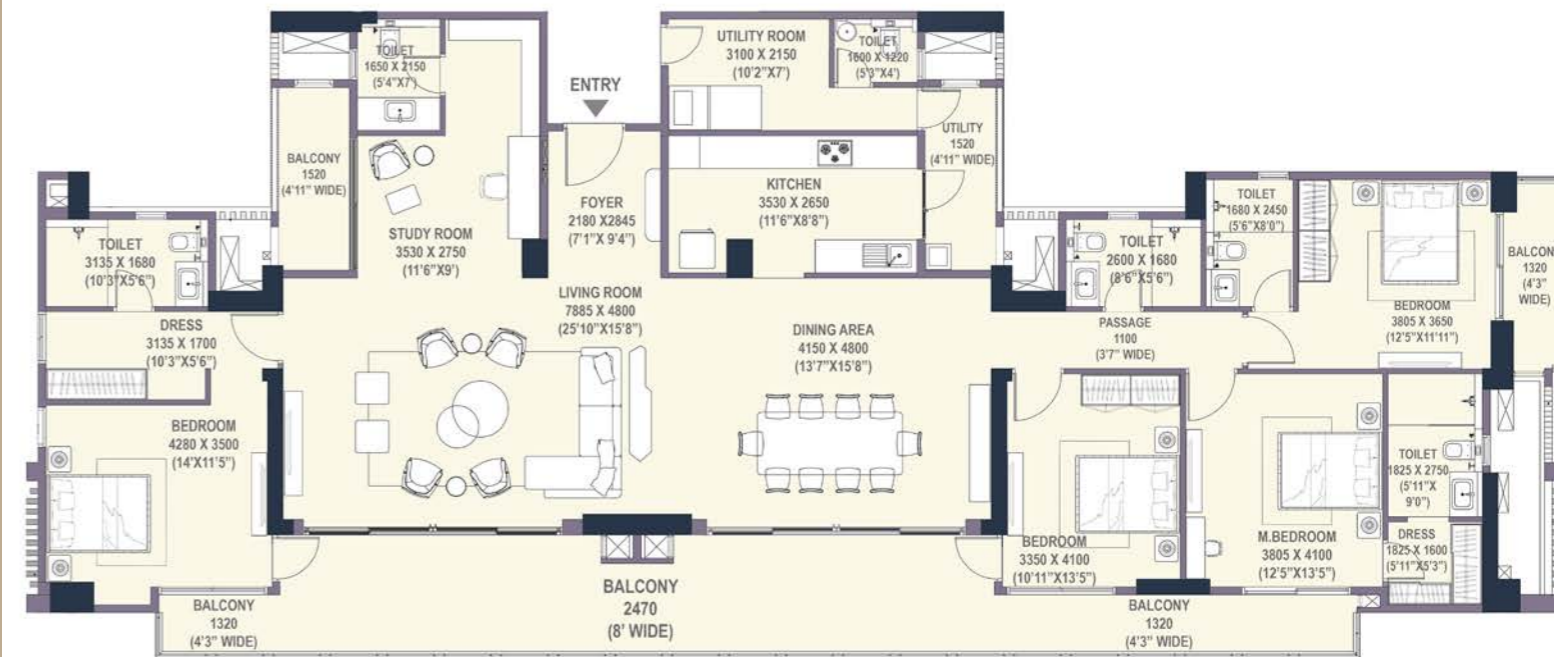 TOILET
1650 X 2150
(5'4"X7')
UTILITY ROOM
3100 X 2150
(10'2"X7')
TOILET
1600 X 1220
(5'3"X4')
ENTRY
BALCONY
1520
(4'11" WIDE)
UTILITY
1520
(4'11" WIDE)
STUDY ROOM
3530 X 2750
(11'6"X9')
FOYER
2180 X2845
(7'1"X 9'4")
KITCHEN
3530 X 2650
(11'6"X8'8")
TOILET
3135 X 1680
(10'3"X5'6")
TOILET
2600 X 1680
(8'6"X5'6")
TOILET
1680 X 2450
(5'6"X8'0")
BEDROOM
3805 X 3650
(12'5"X11'11")
BALCON
1320
(4'3"
WIDE)
DRESS
3135 X 1700
(10'3"X5'6")
LIVING ROOM
7885 X 4800
(25'10"X15'8")
DINING AREA
4150 X 4800
(13'7"X15'8")
PASSAGE
1100
(3'7" WIDE)
BEDROOM
4280 X 3500
(14'X11'5")
TOILET
1825 X 2750
(5'11"X
9'0")
BEDROOM
3350 X 4100
(10'11"X13'5")
M.BEDROOM
3805 X 4100
(12'5"X13'5")
DRESS
1825 X 1600
(5'11"X5'3")
BALCONY
1320
(4'3" WIDE)
BALCONY
2470
(8' WIDE)
BALCONY
1320
(4'3" WIDE)